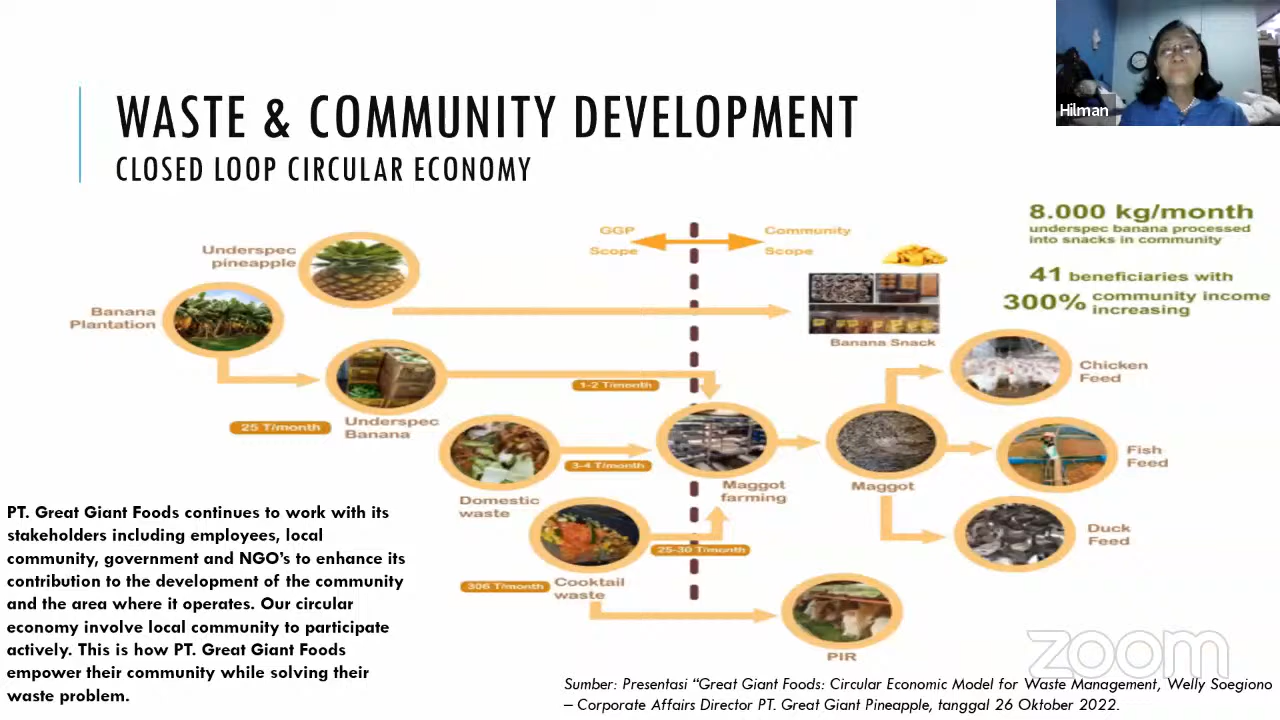 Hilman
WASTE & COMMUNITY DEVELOPMENT
CLOSED LOOP CIRCULAR ECONOMY
8.000 kg/month
underspec banana processed
into snacks in community
41 beneficiaries with
300% community income
increasing
GGP
Scope
Community
Scope
Underspec
pineapple
Banana
Plantation
Banana Snack
Chicken
Feed
1-2 T/month
25 T/month
Underspec
Banana
3-4 T/month
Domestic
waste
Maggot
farming
Maggot
Fish
Feed
25-30 T/month
Duck
Feed
306 T/month
Cocktail
waste
PIR
PT. Great Giant Foods continues to work with its
stakeholders including employees, local
community, government and NGO's to enhance its
contribution to the development of the community
and the area where it operates. Our circular
economy involve local community to participate
actively. This is how PT. Great Giant Foods
empower their community while solving their
waste problem.
zoom
Sumber: Presentasi “Great Giant Foods: Circular Economic Model for Waste Management, Welly Soegiono
– Corporate Affairs Director PT. Great Giant Pineapple, tanggal 26 Oktober 2022.